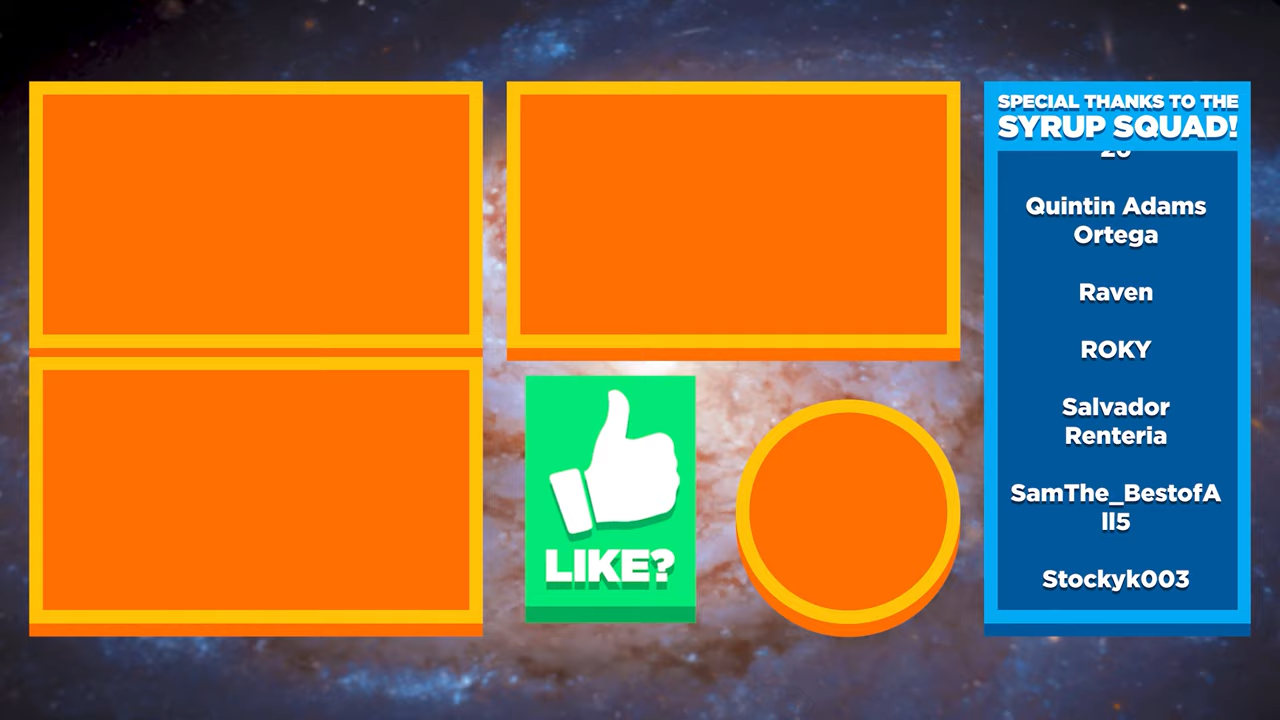 SPECIAL THANKS TO THE
SYRUP SQUAD!
Quintin Adams
Ortega
Raven
ROKY
Salvador
Renteria
SamThe_BestofA
ll5
Stockyk003
LIKE?